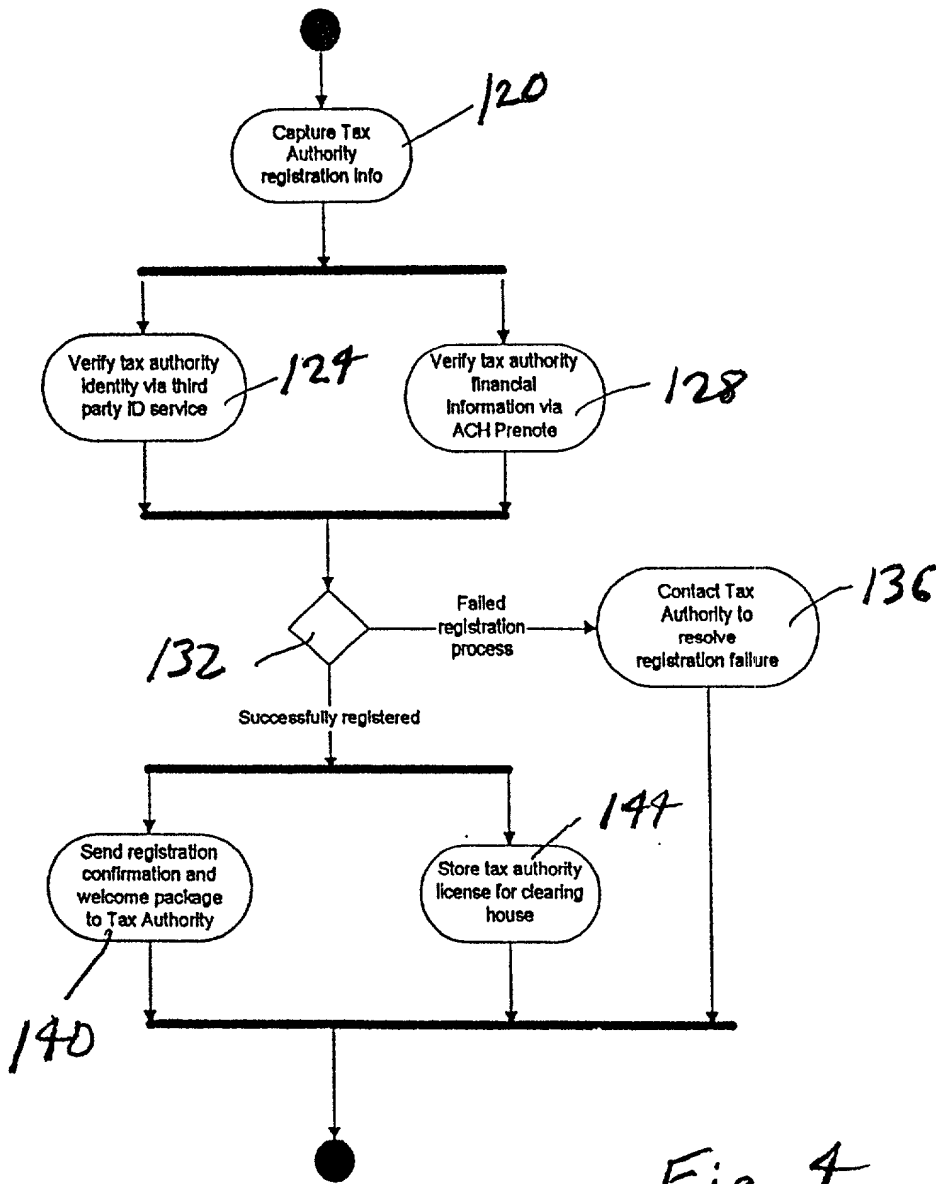 120
Capture Tax
Authority
registration info
Verify tax authority
identity via third
party ID service
124
Verify tax authority
financial
information via
ACH Prenote
128
132
Failed
registration
process
Contact Tax
Authority to
resolve
registration failure
136
Successfully registered
Send registration
confirmation and
welcome package
to Tax Authority
140
Store tax authority
license for clearing
house
144
Fig. 4